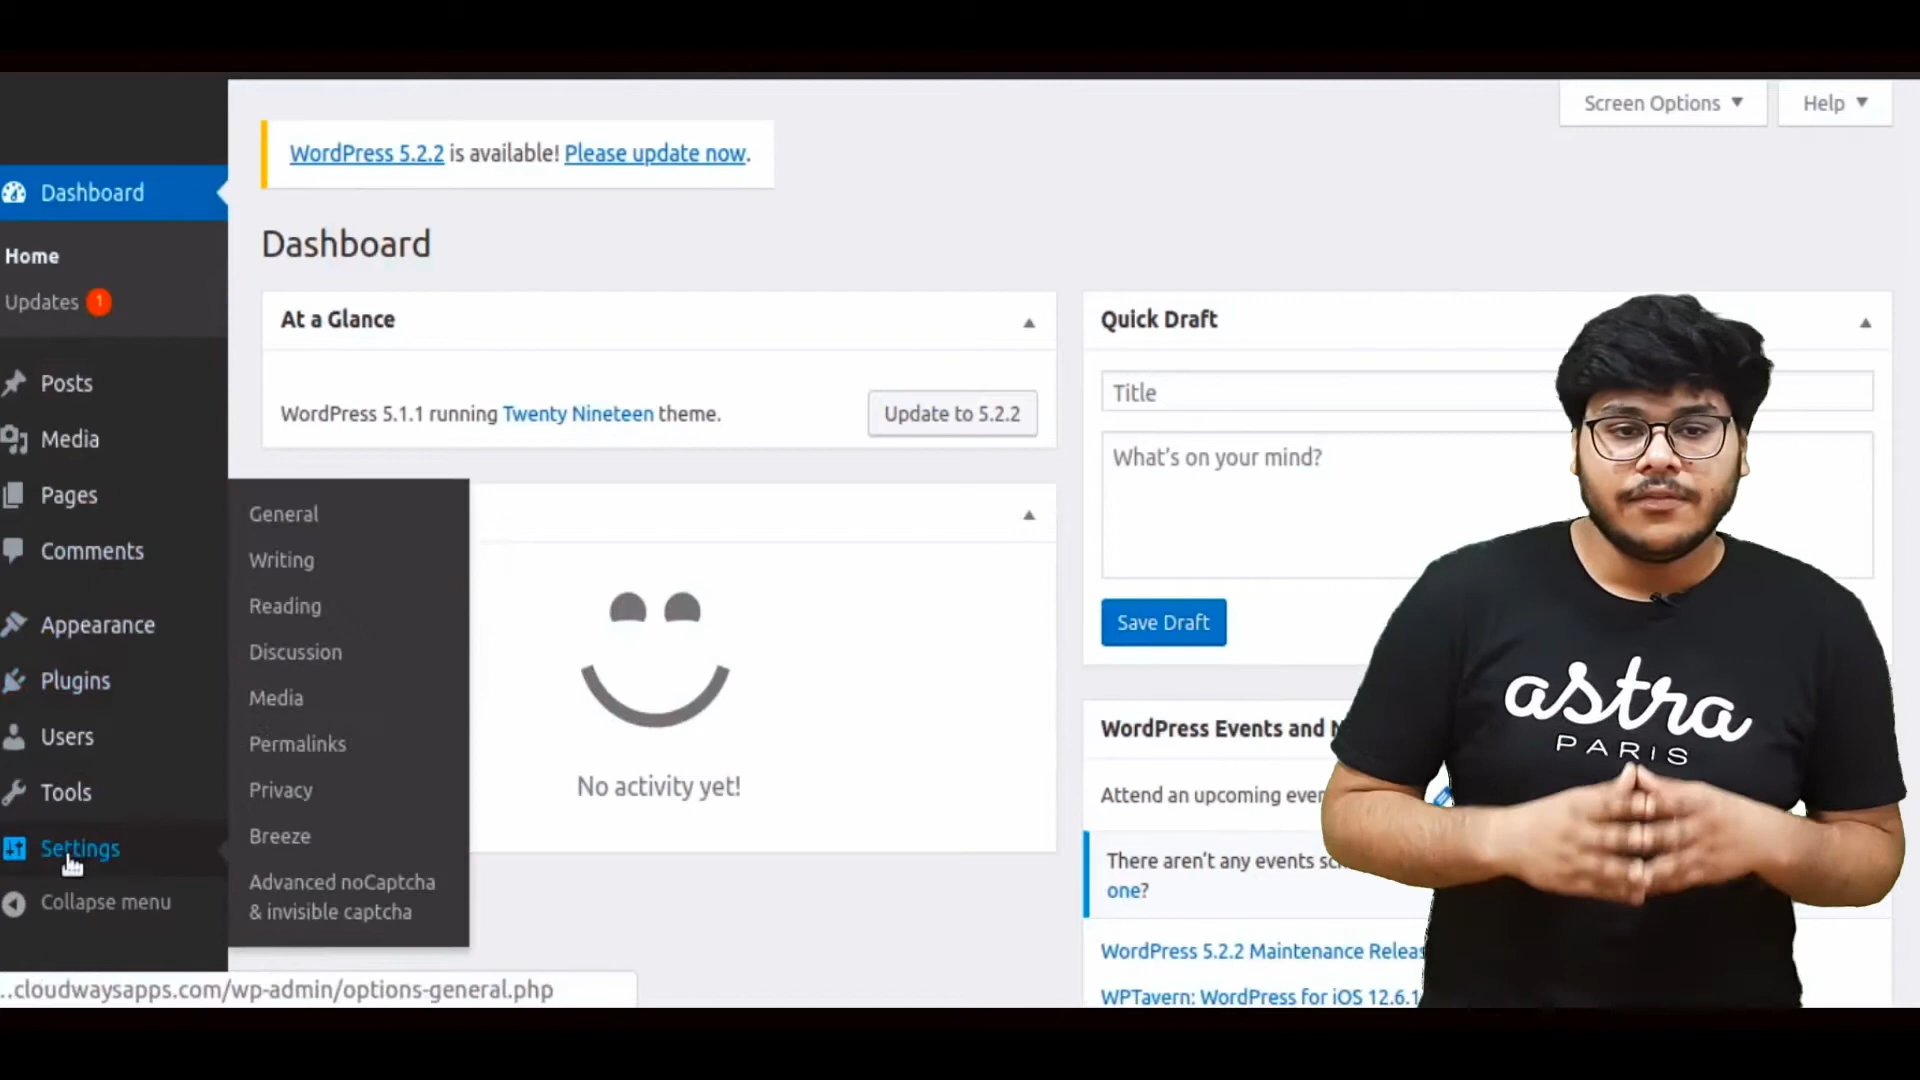 Screen Options
Help
WordPress 5.2.2 is available! Please update now.
Dashboard
Home
Updates 1
Posts
Media
Pages
Comments
Appearance
Plugins
Users
Tools
Settings
Collapse menu
Dashboard
At a Glance
WordPress 5.1.1 running Twenty Nineteen theme.
Update to 5.2.2
General
Writing
Reading
Discussion
Media
Permalinks
Privacy
Breeze
Advanced noCaptcha
& invisible captcha
No activity yet!
Quick Draft
Title
What's on your mind?
Save Draft
WordPress Events and
Attend an upcoming
There aren't any events
one?
WordPress 5.2.2 Maintenance
WPTavern: WordPress for iOS 12.6.1
astra
PARIS
..cloudwaysapps.com/wp-admin/options-general.php